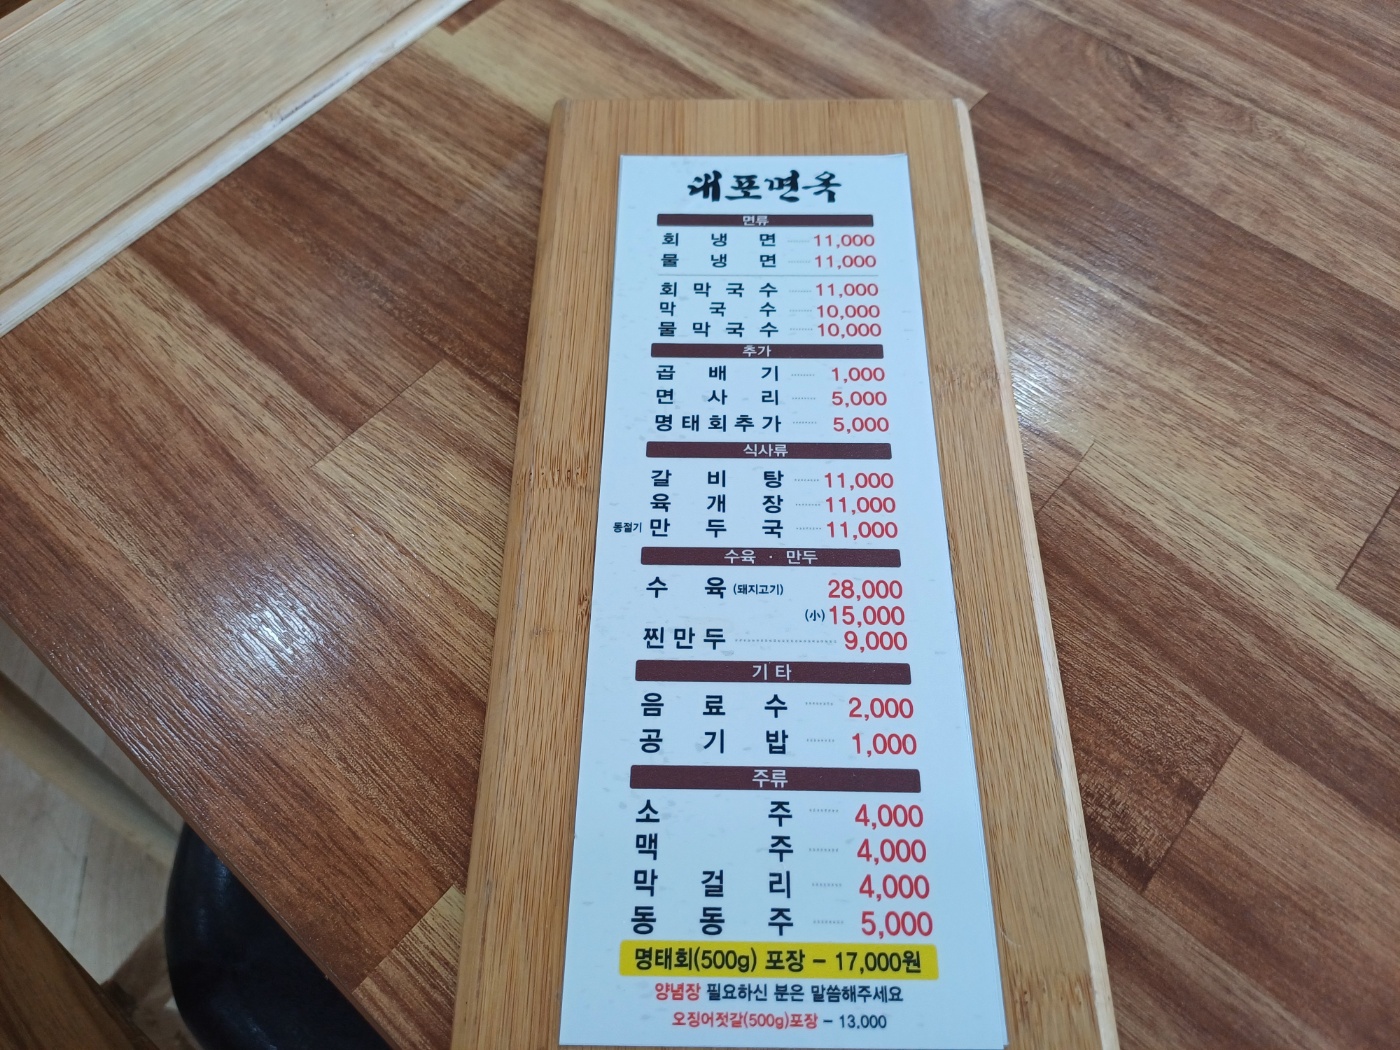 대포면옥
면류
회 냉 면 11,000
물 냉 면 11,000
회 막 국 수 11,000
막 국 수 10,000
물 막 국 수 10,000
추가
곱 배 기 1,000
면 사 리 5,000
명태회추가 5,000
식사류
갈 비 탕 11,000
육 개 장 11,000
동절기 만 두 국 11,000
수육 · 만두
수 육 (돼지고기) 28,000
(小) 15,000
찐만두 9,000
기 타
음 료 수 2,000
공 기 밥 1,000
주류
소 주 4,000
맥 주 4,000
막 걸 리 4,000
동 동 주 5,000
명태회(500g) 포장 - 17,000원
양념장 필요하신 분은 말씀해주세요
오징어젓갈(500g)포장 - 13,000